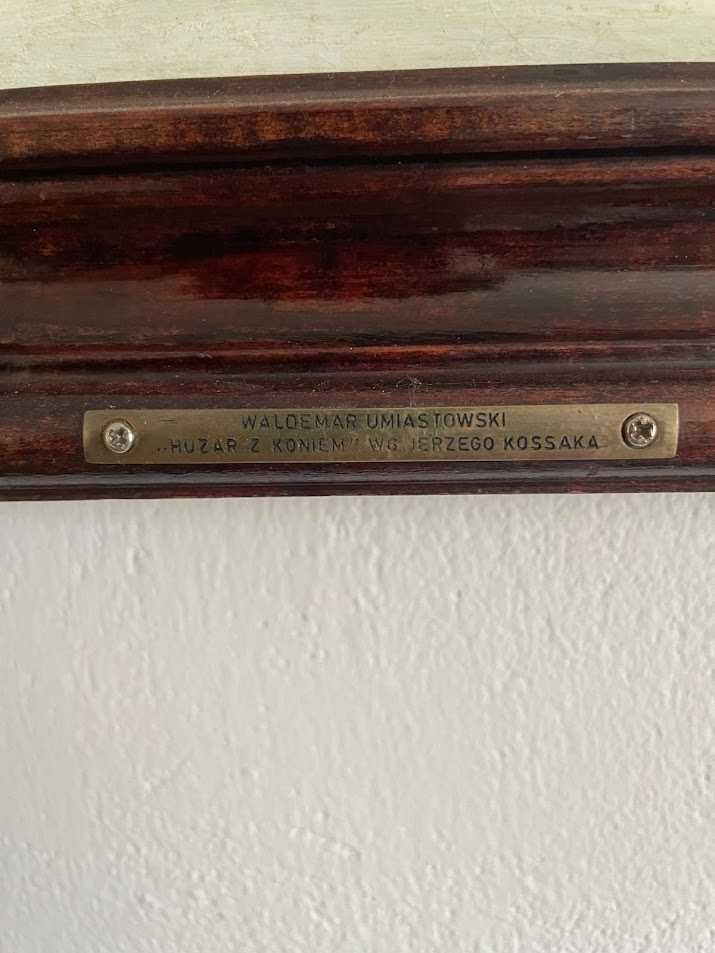 WALDEMAR UMIASTOWSKI
„HUZAR Z KONIEM" WG JERZEGO KOSSAKA